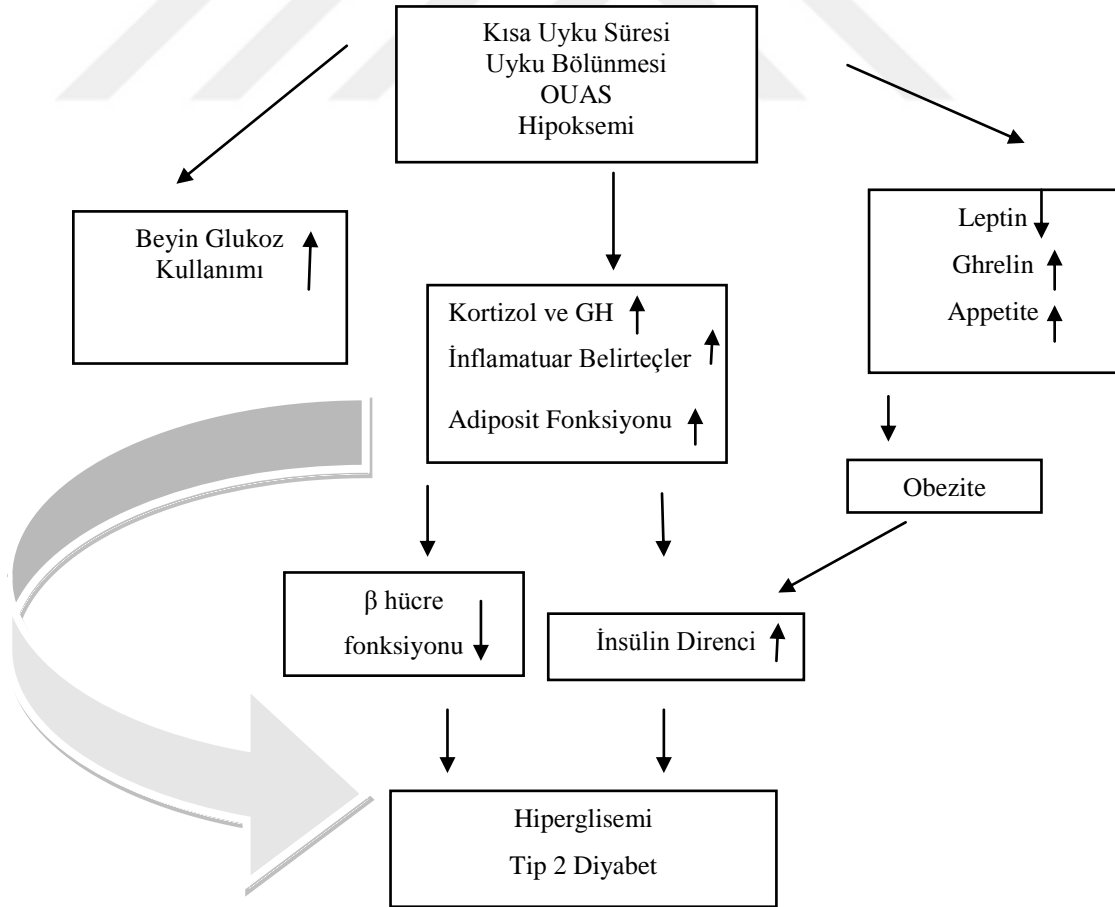 Kısa Uyku Süresi
Uyku Bölünmesi
OUAS
Hipoksemi
Beyin Glukoz
Kullanımı
Leptin
Ghrelin
Appetite
Kortizol ve GH
İnflamatuar Belirteçler
Adiposit Fonksiyonu
Obezite
β hücre
fonksiyonu
İnsülin Direnci
Hiperglisemi
Tip 2 Diyabet